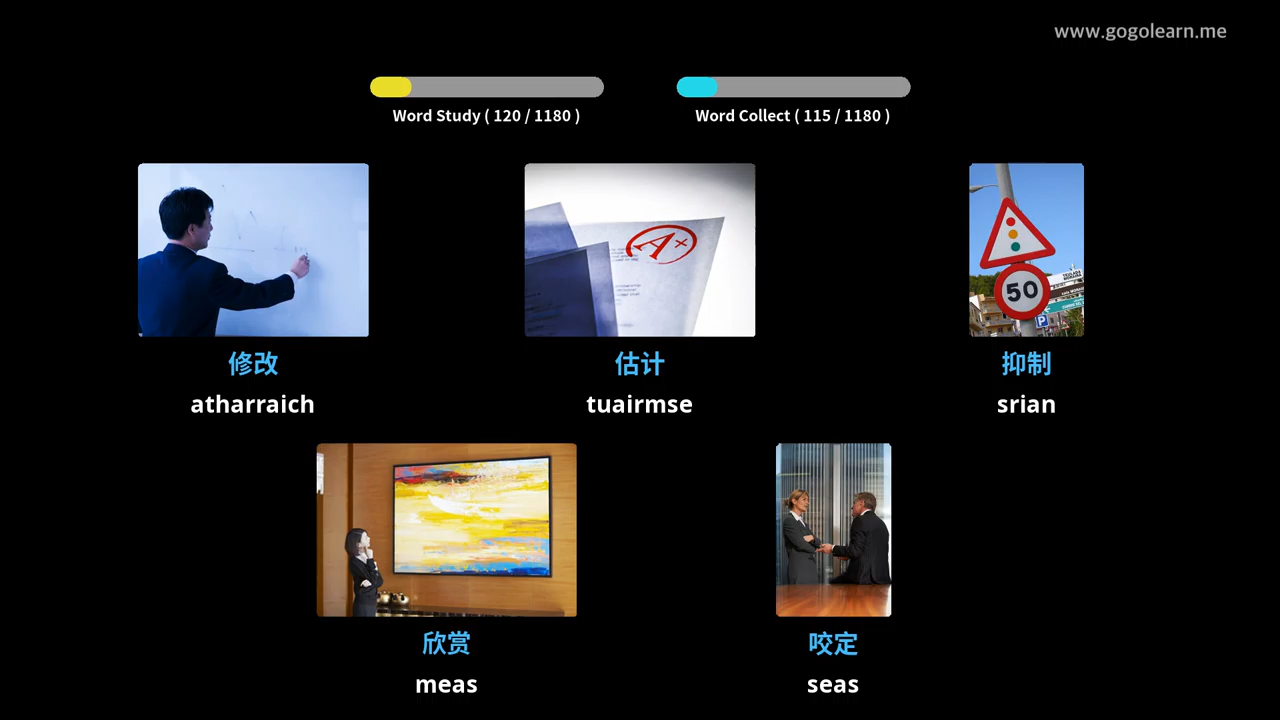 www.gogolearn.me
Word Study ( 120 / 1180 )
Word Collect ( 115 / 1180 )
A+
50
P
修改
估计
抑制
atharraich
tuairmse
srian
欣赏
咬定
meas
seas